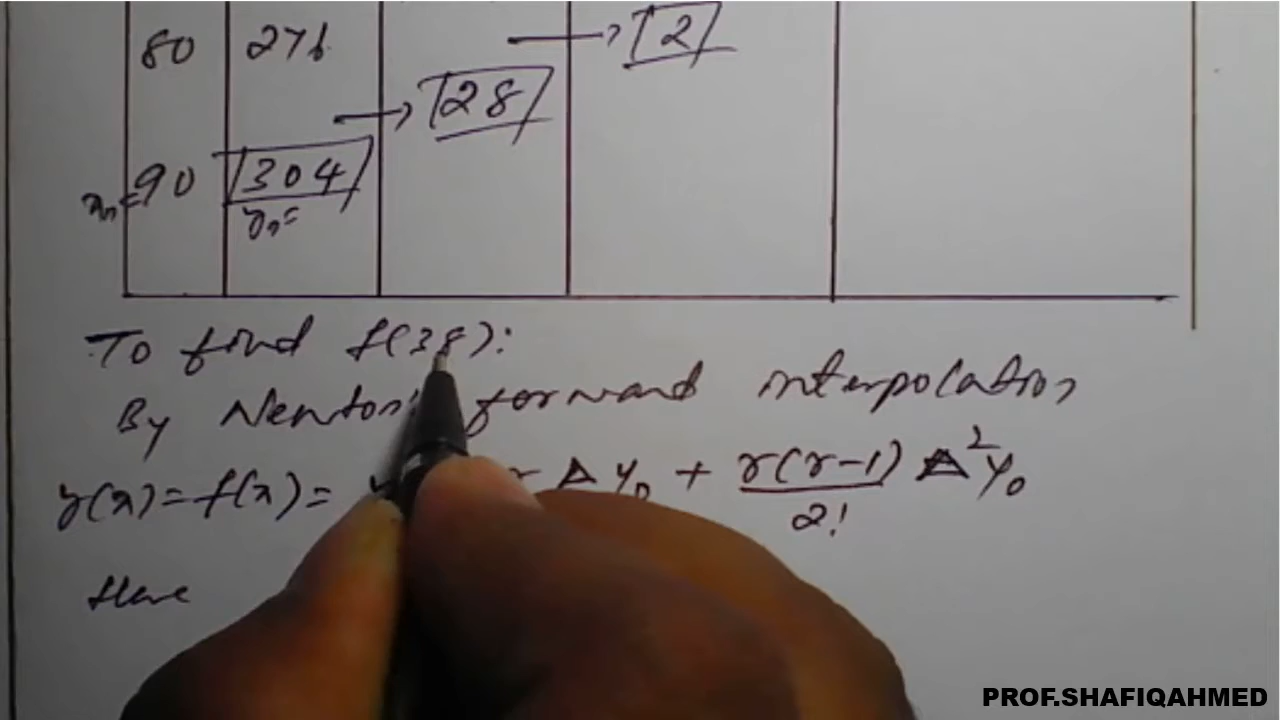 80 276 → 2
→ 28
xn= 90 304
yn=
To find f(38):
By Newton's forward interpolation
y(x) = f(x) = r Δ y0 + r(r-1)/2! Δ²y0
Here
PROF.SHAFIQAHMED